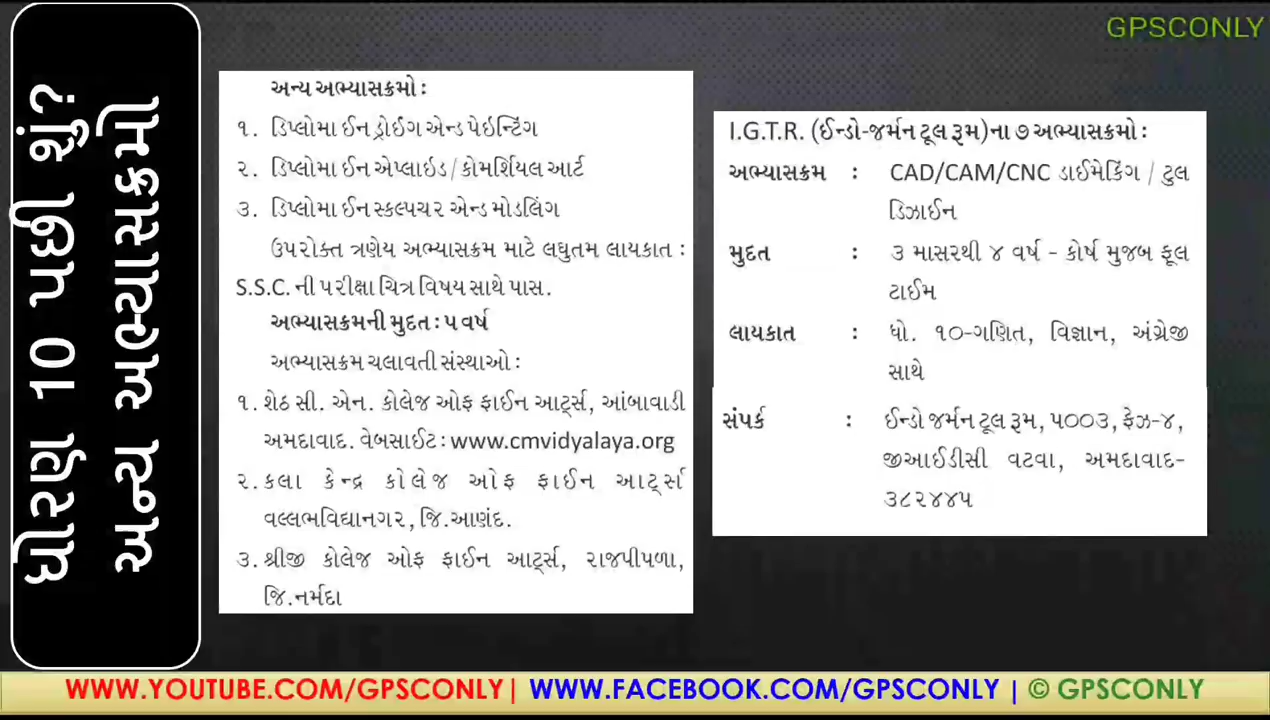 GPSCONLY
ધોરણ 10 પછી શું?
અન્ય અભ્યાસક્રમો
અન્ય અભ્યાસક્રમો :
૧. ડિપ્લોમા ઈન ડ્રોઈંગ એન્ડ પેઇન્ટિંગ
૨. ડિપ્લોમા ઈન એપ્લાઇડ / કોમર્શિયલ આર્ટ
૩. ડિપ્લોમા ઈન સ્કલ્પચર એન્ડ મોડલિંગ
ઉપરોક્ત ત્રણેય અભ્યાસક્રમ માટે લઘુતમ લાયકાત :
S.S.C. ની પરીક્ષા ચિત્ર વિષય સાથે પાસ.
અભ્યાસક્રમની મુદત : ૫ વર્ષ
અભ્યાસક્રમ ચલાવતી સંસ્થાઓ :
૧. શેઠ સી. એન. કોલેજ ઓફ ફાઈન આર્ટ્સ, આંબાવાડી
અમદાવાદ. વેબસાઈટ : www.cmvidyalaya.org
૨. કલા કેન્દ્ર કોલેજ ઓફ ફાઈન આર્ટ્સ
વલ્લભવિદ્યાનગર, જિ.આણંદ.
૩. શ્રીજી કોલેજ ઓફ ફાઈન આર્ટ્સ, રાજપીપળા,
જિ.નર્મદા
I.G.T.R. (ઈન્ડો-જર્મન ટૂલ રૂમ)ના ૭ અભ્યાસક્રમો :
અભ્યાસક્રમ : CAD/CAM/CNC ડાઈમેકિંગ / ટુલ
ડિઝાઈન
મુદત : ૩ માસરથી ૪ વર્ષ - કોર્ષ મુજબ ફૂલ
ટાઈમ
લાયકાત : ધો. ૧૦-ગણિત, વિજ્ઞાન, અંગ્રેજી
સાથે
સંપર્ક : ઈન્ડો જર્મન ટૂલ રૂમ, ૫૦૦૩, ફેઝ-૪,
જીઆઈડીસી વટવા, અમદાવાદ-
૩૮૨૪૪૫
WWW.YOUTUBE.COM/GPSCONLY | WWW.FACEBOOK.COM/GPSCONLY | © GPSCONLY